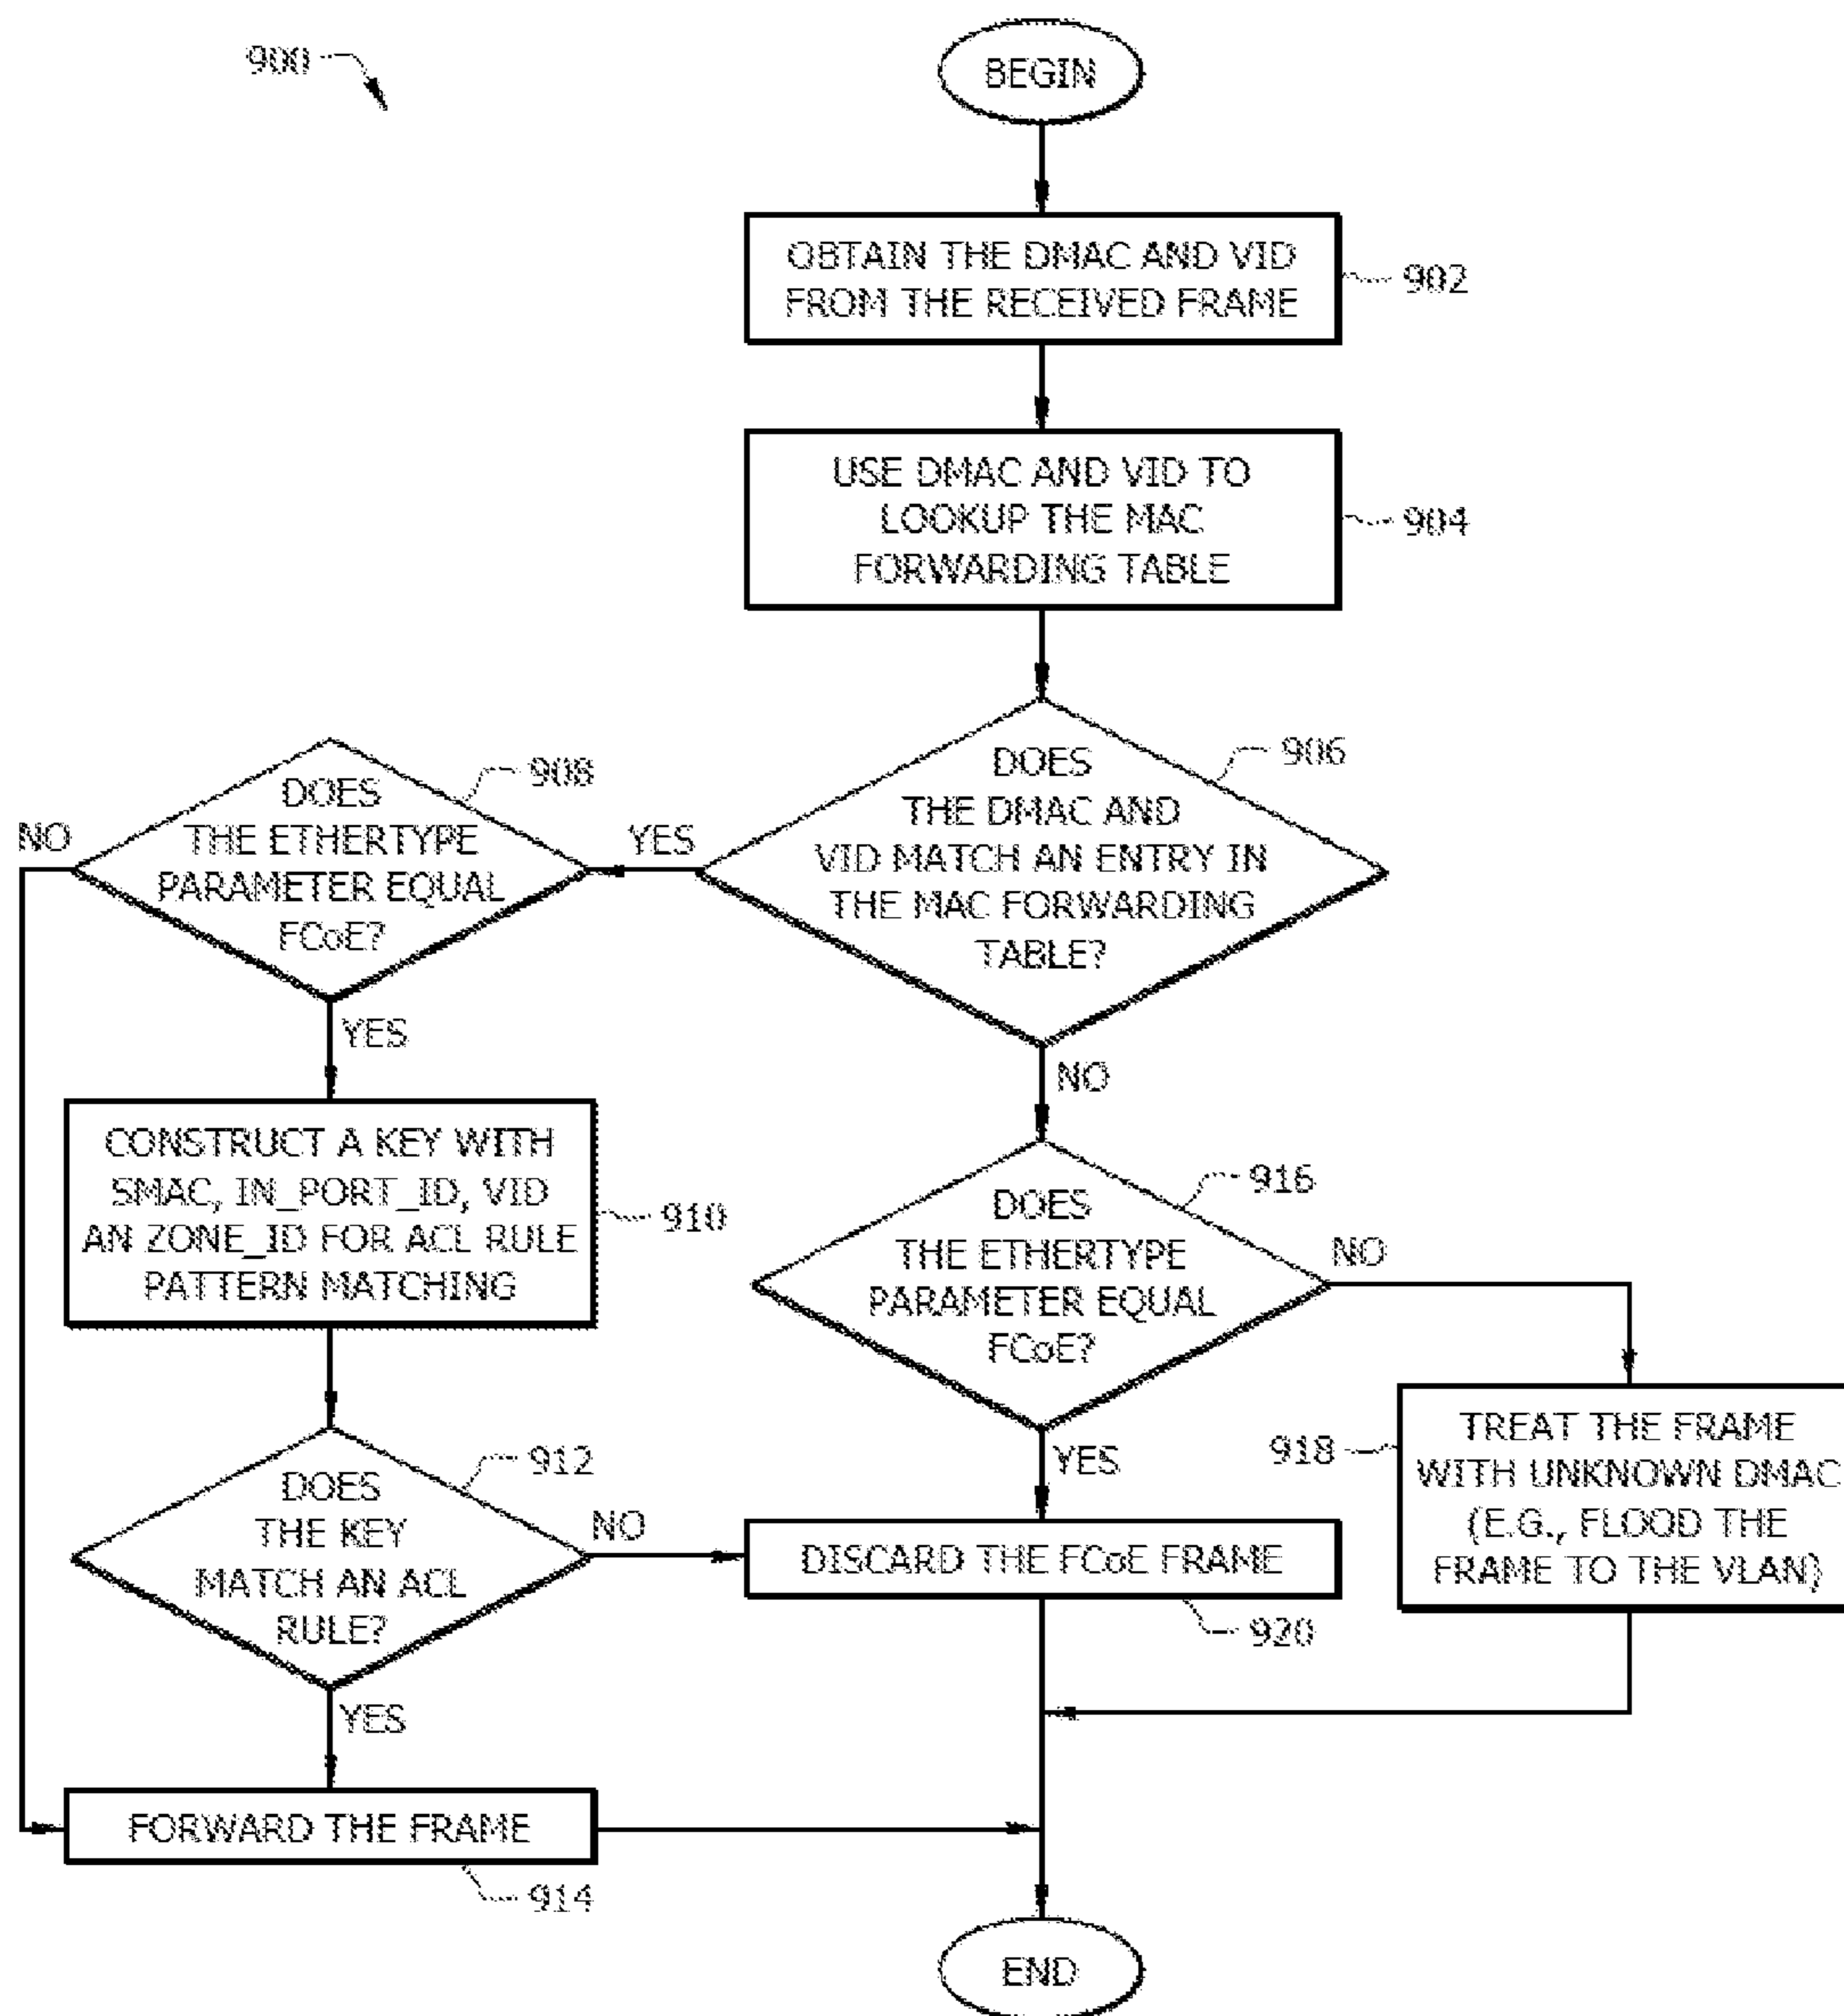 900
BEGIN
OBTAIN THE DMAC AND VID
FROM THE RECEIVED FRAME
902
USE DMAC AND VID TO
LOOKUP THE MAC
FORWARDING TABLE
904
DOES
THE DMAC AND
VID MATCH AN ENTRY IN
THE MAC FORWARDING
TABLE?
906
YES
NO
DOES
THE ETHERTYPE
PARAMETER EQUAL
FCoE?
908
NO
YES
CONSTRUCT A KEY WITH
SMAC, IN_PORT_ID, VID
AN ZONE_ID FOR ACL RULE
PATTERN MATCHING
910
DOES
THE KEY
MATCH AN ACL
RULE?
912
NO
YES
FORWARD THE FRAME
914
DOES
THE ETHERTYPE
PARAMETER EQUAL
FCoE?
916
NO
YES
TREAT THE FRAME
WITH UNKNOWN DMAC
(E.G., FLOOD THE
FRAME TO THE VLAN)
918
DISCARD THE FCoE FRAME
920
END